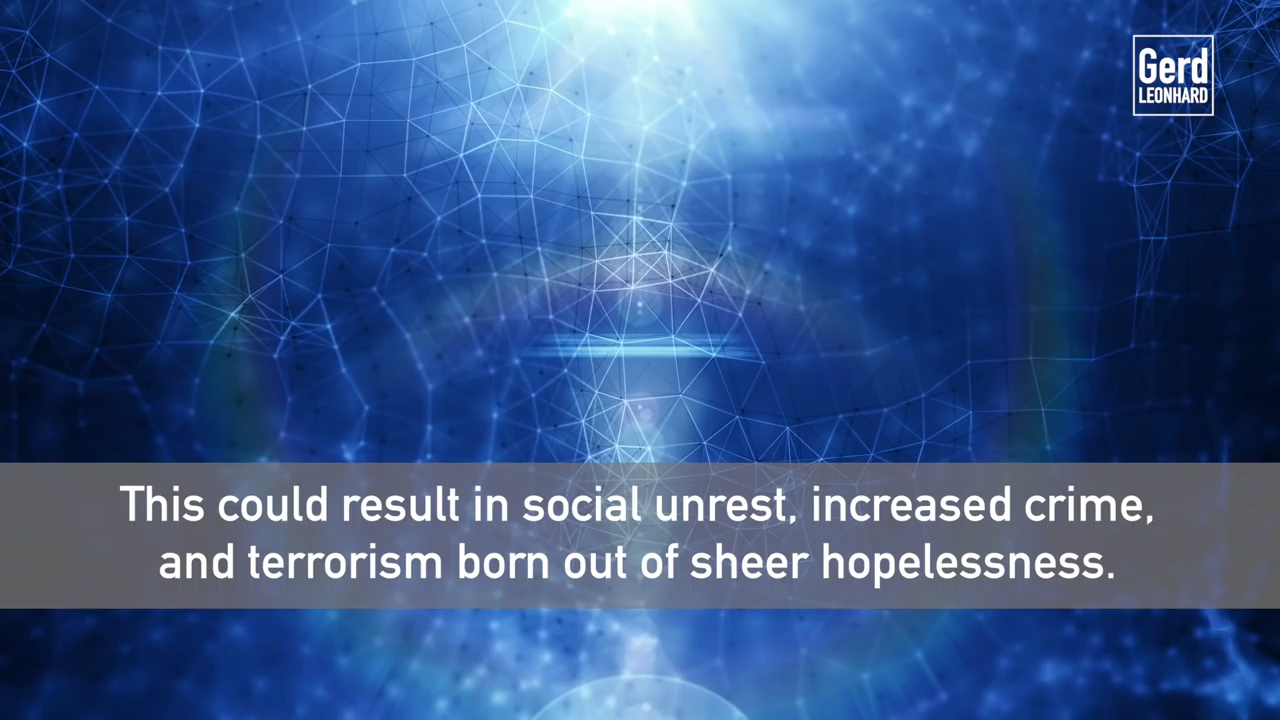 Gerd
LEONHARD
This could result in social unrest, increased crime,
and terrorism born out of sheer hopelessness.